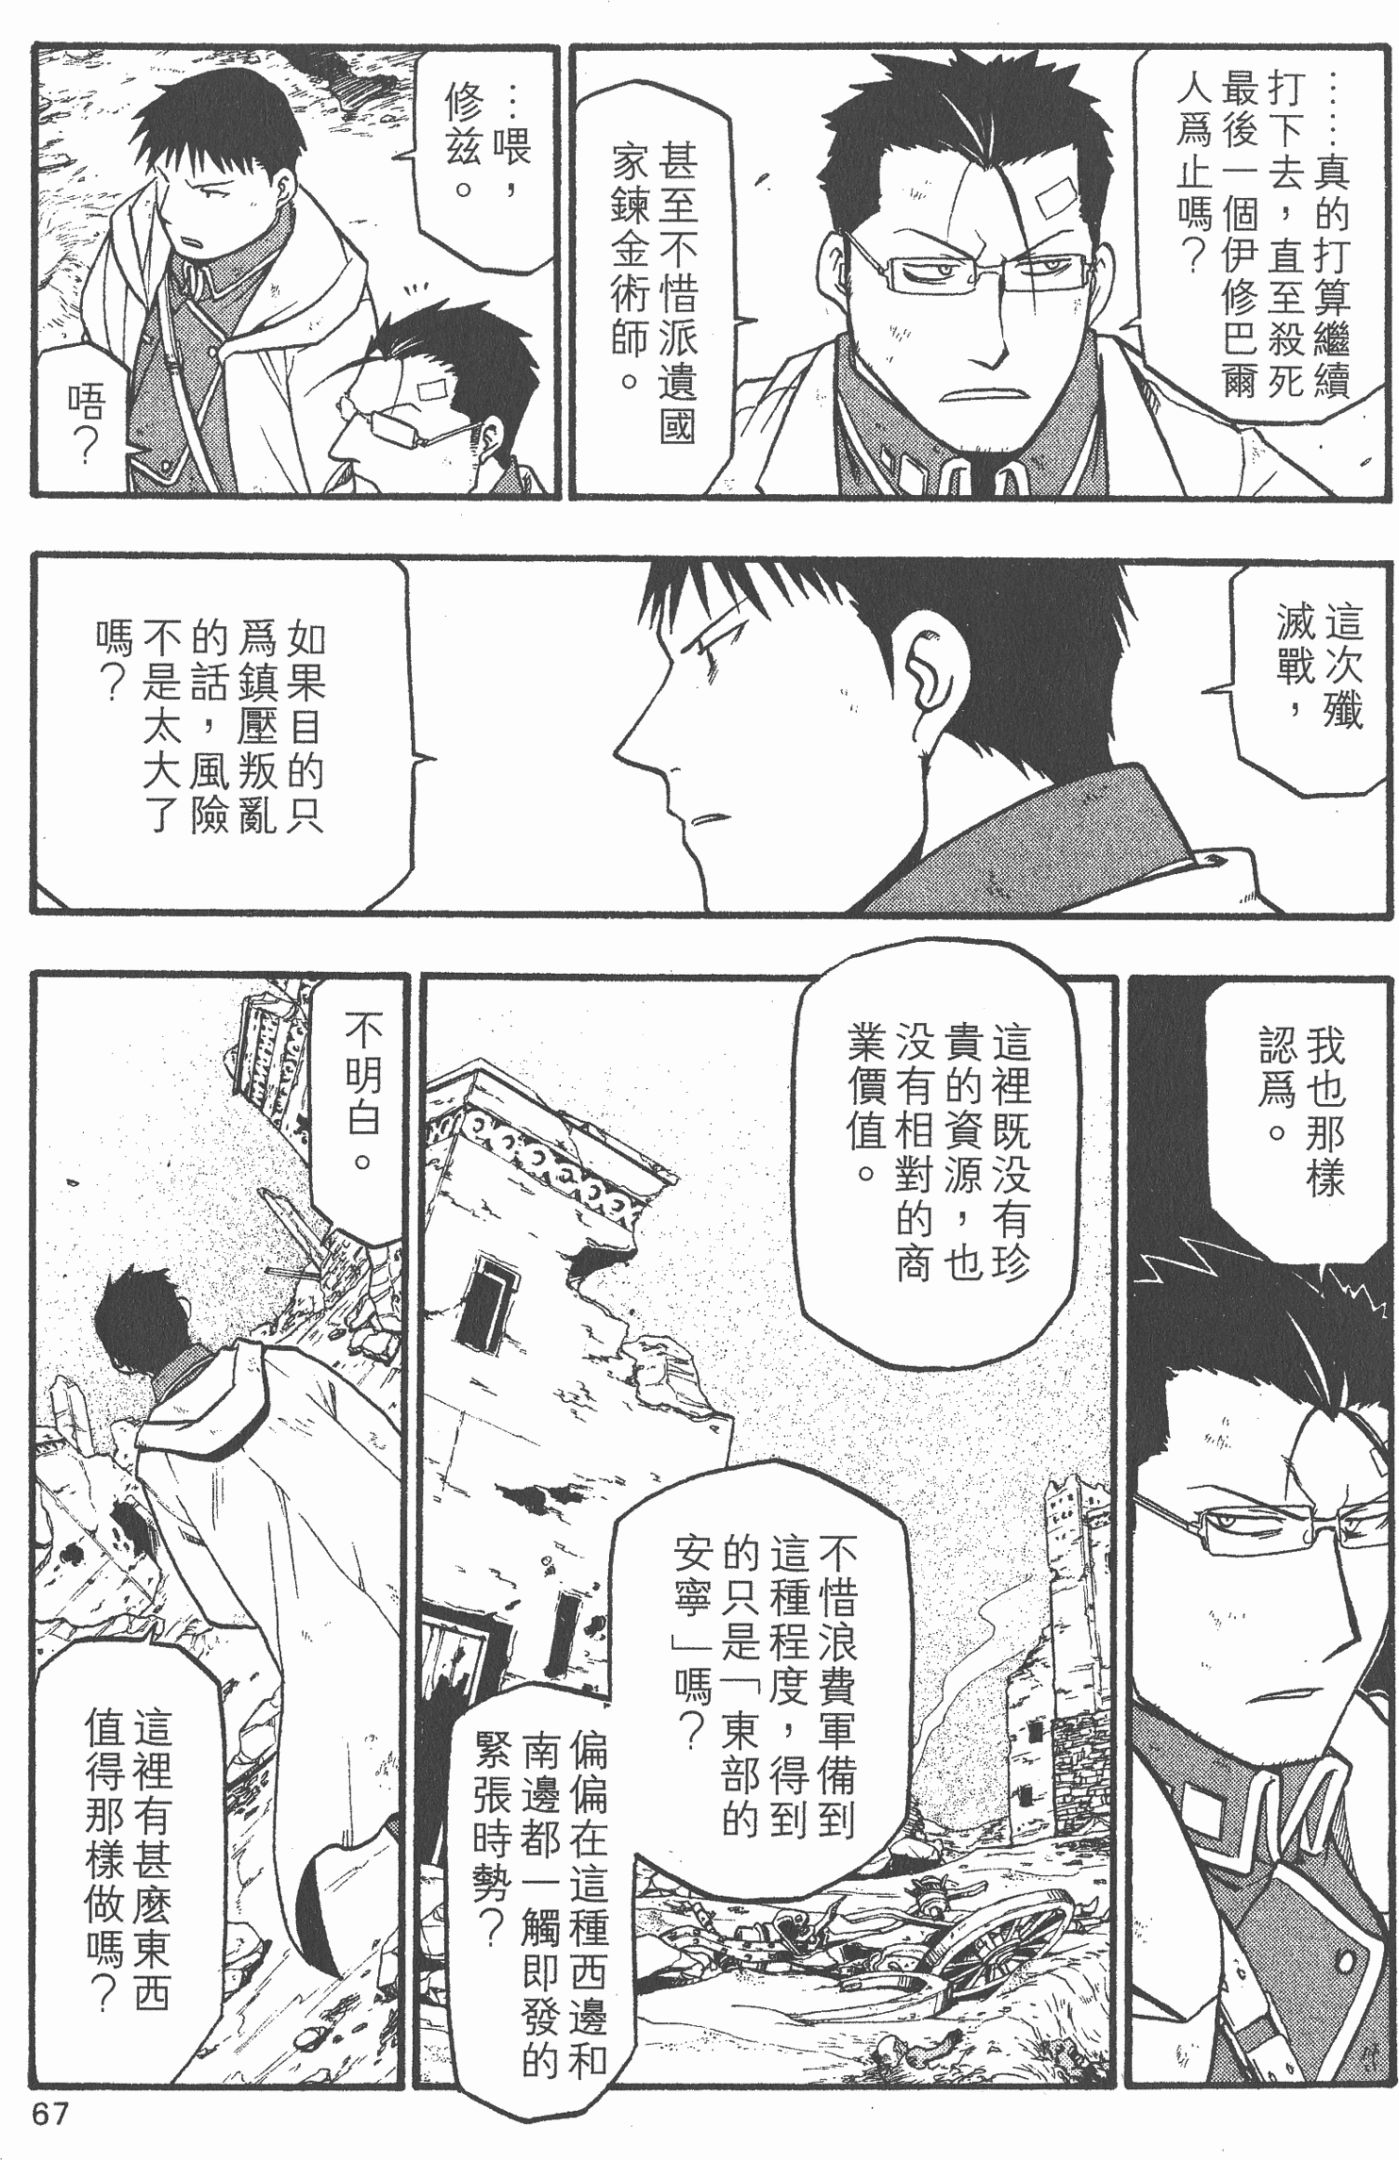 ……真的打算繼續
打下去，直至殺死
最後一個伊修巴爾
人爲止嗎？
甚至不惜派遺國
家鍊金術師。
…喂，
修兹。
唔？
這次殲
滅戰，
如果目的只
爲鎮壓叛亂
的話，風險
不是太大了
嗎？
我也那樣
認爲。
這裡既没有珍
貴的資源，也
没有相對的商
業價值。
不惜浪費軍備到
這種程度，得到
的只是「東部的
安寧」嗎？
偏偏在這種西邊和
南邊都一觸即發的
緊張時勢？
不明白。
這裡有甚麽東西
值得那樣做嗎？
67